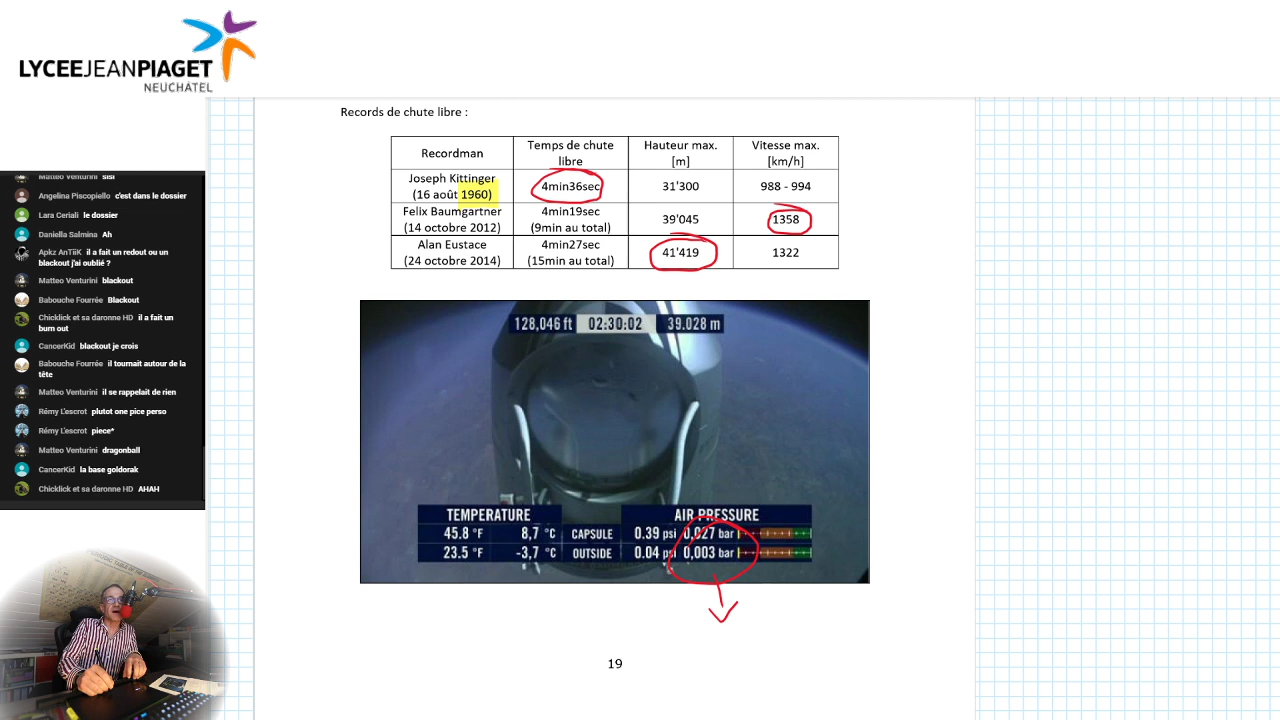 LYCEEJEANPIAGET
NEUCHÂTEL
Matteo Venturini sisi
Angelina Piscopiello c'est dans le dossier
Lara Ceriali le dossier
Daniella Salmina Ah
Apkz AnTiiK il a fait un redout ou un
blackout j'ai oublié ?
Matteo Venturini blackout
Babouche Fourrée Blackout
Chicklick et sa daronne HD il a fait un
burn out
CancerKid blackout je crois
Babouche Fourrée il tournait autour de la
tête
Matteo Venturini il se rappelait de rien
Rémy L'escrot plutot one pice perso
Rémy L'escrot piece*
Matteo Venturini dragonball
CancerKid la base goldorak
Chicklick et sa daronne HD AHAH
Records de chute libre :
Recordman
Temps de chute
libre
Hauteur max.
[m]
Vitesse max.
[km/h]
Joseph Kittinger
(16 août 1960)
4min36sec
31'300
988 - 994
Felix Baumgartner
(14 octobre 2012)
4min19sec
(9min au total)
39'045
1358
Alan Eustace
(24 octobre 2014)
4min27sec
(15min au total)
41'419
1322
128,046 ft 02:30:02 39.028 m
TEMPERATURE AIR PRESSURE
45.8 °F 8,7 °C CAPSULE 0.39 psi 0,027 bar
23.5 °F -3,7 °C OUTSIDE 0.04 psi 0,003 bar
19